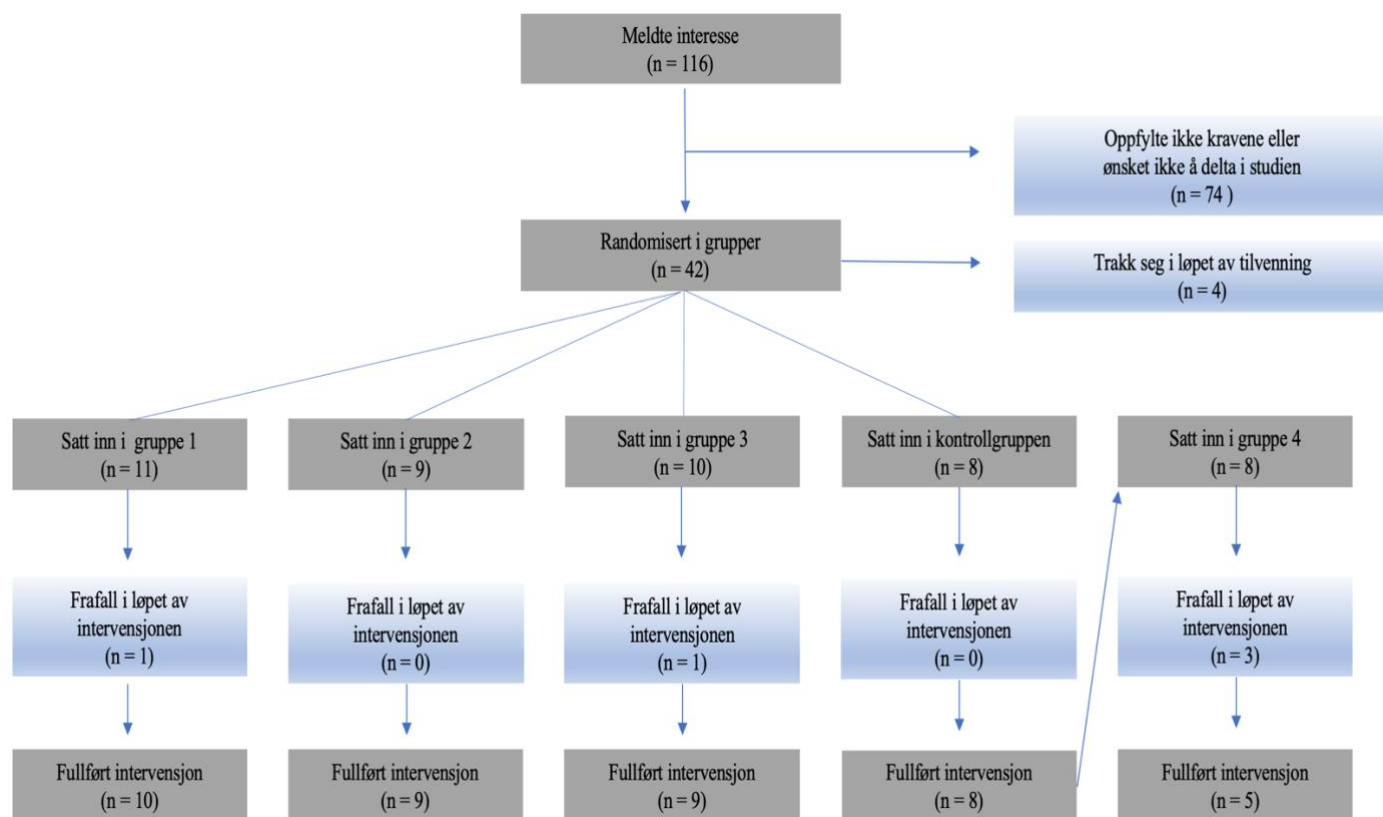 Meldte interesse
(n = 116)
Oppfylte ikke kravene eller
ønsket ikke å delta i studien
(n = 74 )
Randomisert i grupper
(n = 42)
Trakk seg i løpet av tilvenning
(n = 4)
Satt inn i gruppe 1
(n = 11)
Satt inn i gruppe 2
(n = 9)
Satt inn i gruppe 3
(n = 10)
Satt inn i kontrollgruppen
(n = 8)
Satt inn i gruppe 4
(n = 8)
Frafall i løpet av
intervensjonen
(n = 1)
Frafall i løpet av
intervensjonen
(n = 0)
Frafall i løpet av
intervensjonen
(n = 1)
Frafall i løpet av
intervensjonen
(n = 0)
Frafall i løpet av
intervensjonen
(n = 3)
Fullført intervensjon
(n = 10)
Fullført intervensjon
(n = 9)
Fullført intervensjon
(n = 9)
Fullført intervensjon
(n = 8)
Fullført intervensjon
(n = 5)